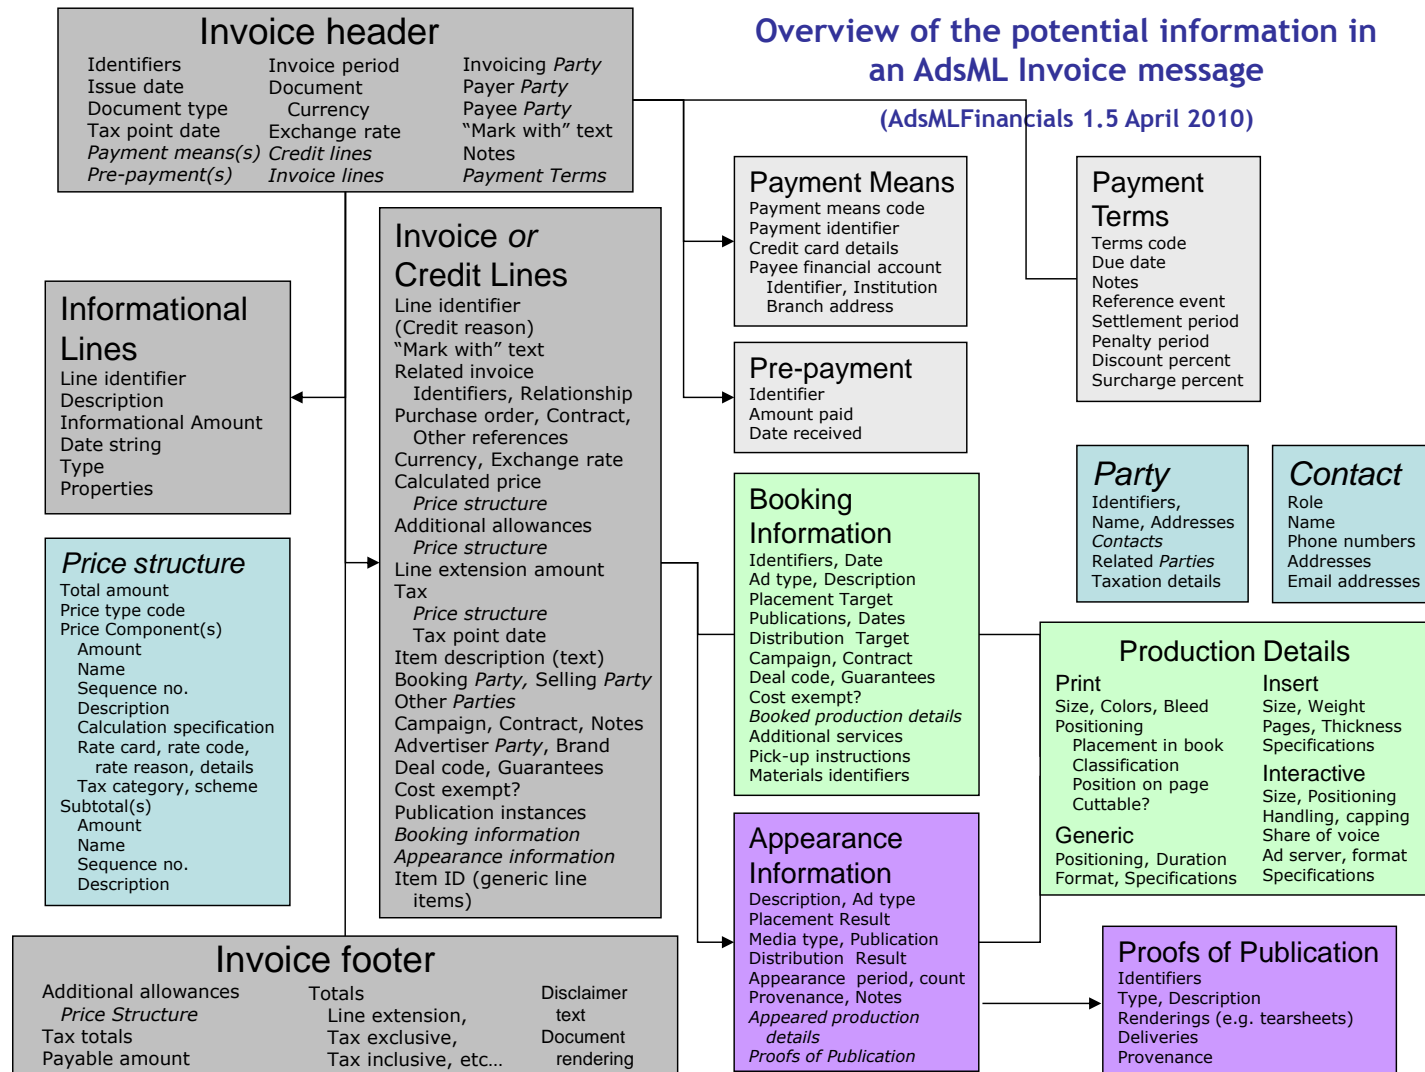 Overview of the potential information in
an AdsML Invoice message
(AdsMLFinancials 1.5 April 2010)
Invoice header
Identifiers
Issue date
Document type
Tax point date
Payment means(s)
Pre-payment(s)
Invoice period
Document
Currency
Exchange rate
Credit lines
Invoice lines
Invoicing Party
Payer Party
Payee Party
“Mark with” text
Notes
Payment Terms
Informational
Lines
Line identifier
Description
Informational Amount
Date string
Type
Properties
Price structure
Total amount
Price type code
Price Component(s)
Amount
Name
Sequence no.
Description
Calculation specification
Rate card, rate code,
rate reason, details
Tax category, scheme
Subtotal(s)
Amount
Name
Sequence no.
Description
Invoice or
Credit Lines
Line identifier
(Credit reason)
“Mark with” text
Related invoice
Identifiers, Relationship
Purchase order, Contract,
Other references
Currency, Exchange rate
Calculated price
Price structure
Additional allowances
Price structure
Line extension amount
Tax
Price structure
Tax point date
Item description (text)
Booking Party, Selling Party
Other Parties
Campaign, Contract, Notes
Advertiser Party, Brand
Deal code, Guarantees
Cost exempt?
Publication instances
Booking information
Appearance information
Item ID (generic line
items)
Payment Means
Payment means code
Payment identifier
Credit card details
Payee financial account
Identifier, Institution
Branch address
Pre-payment
Identifier
Amount paid
Date received
Payment
Terms
Terms code
Due date
Notes
Reference event
Settlement period
Penalty period
Discount percent
Surcharge percent
Party
Identifiers,
Name, Addresses
Contacts
Related Parties
Taxation details
Contact
Role
Name
Phone numbers
Addresses
Email addresses
Booking
Information
Identifiers, Date
Ad type, Description
Placement Target
Publications, Dates
Distribution Target
Campaign, Contract
Deal code, Guarantees
Cost exempt?
Booked production details
Additional services
Pick-up instructions
Materials identifiers
Production Details
Print
Size, Colors, Bleed
Positioning
Placement in book
Classification
Position on page
Cuttable?
Generic
Positioning, Duration
Format, Specifications
Insert
Size, Weight
Pages, Thickness
Specifications
Interactive
Size, Positioning
Handling, capping
Share of voice
Ad server, format
Specifications
Appearance
Information
Description, Ad type
Placement Result
Media type, Publication
Distribution Result
Appearance period, count
Provenance, Notes
Appeared production
details
Proofs of Publication
Proofs of Publication
Identifiers
Type, Description
Renderings (e.g. tearsheets)
Deliveries
Provenance
Invoice footer
Additional allowances
Price Structure
Tax totals
Payable amount
Totals
Line extension,
Tax exclusive,
Tax inclusive, etc…
Disclaimer
text
Document
rendering